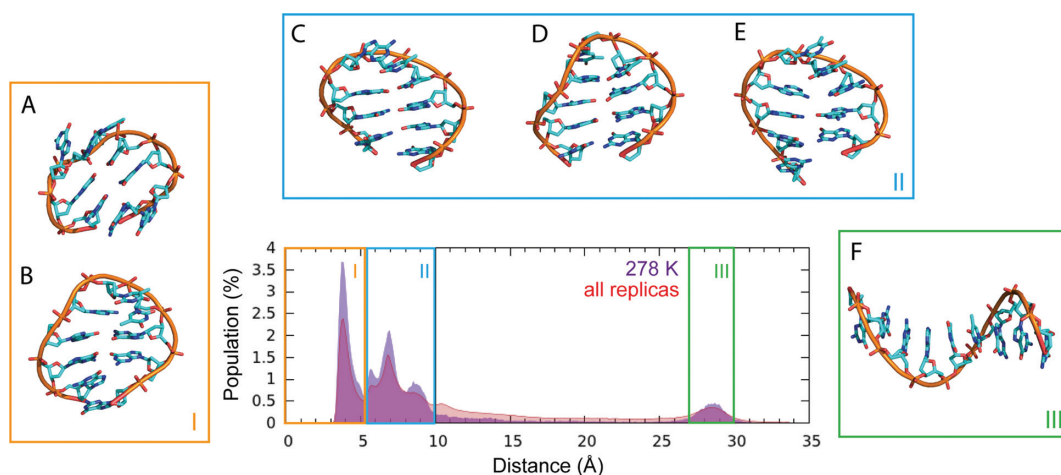 C
D
E
II
A
B
I
4
3.5
3
2.5
2
1.5
1
0.5
0
Population (%)
I
II
III
278 K
all replicas
0 5 10 15 20 25 30 35
Distance (Å)
F
III